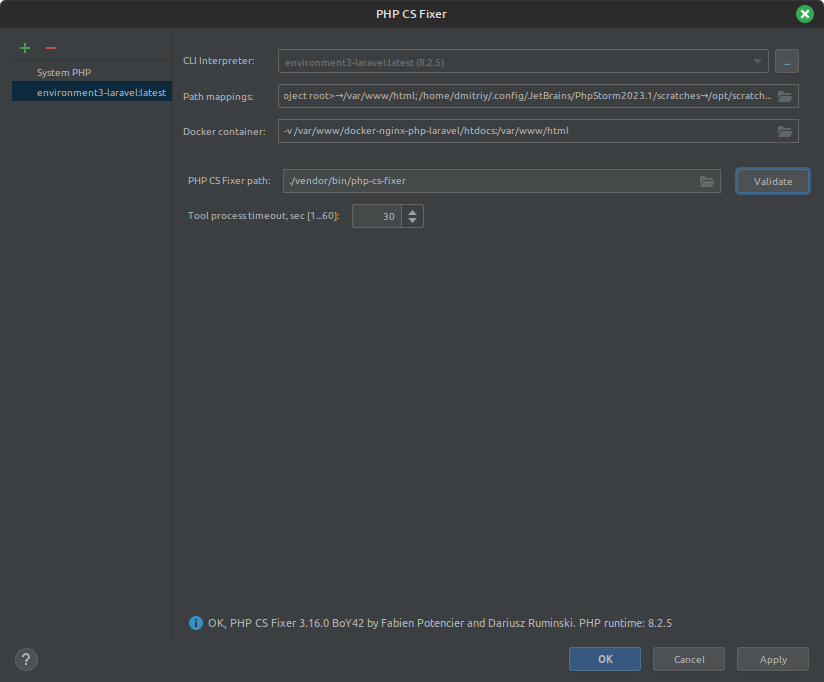 PHP CS Fixer
System PHP
environment3-laravel:latest
CLI Interpreter:
environment3-laravel:latest (8.2.5)
...
Path mappings:
oject root>→/var/www/html; /home/dmitriy/.config/JetBrains/PhpStorm2023.1/scratches→/opt/scratch...
Docker container:
-v /var/www/docker-nginx-php-laravel/htdocs:/var/www/html
PHP CS Fixer path:
./vendor/bin/php-cs-fixer
Validate
Tool process timeout, sec [1...60]:
30
OK, PHP CS Fixer 3.16.0 BoY42 by Fabien Potencier and Dariusz Ruminski. PHP runtime: 8.2.5
?
OK
Cancel
Apply